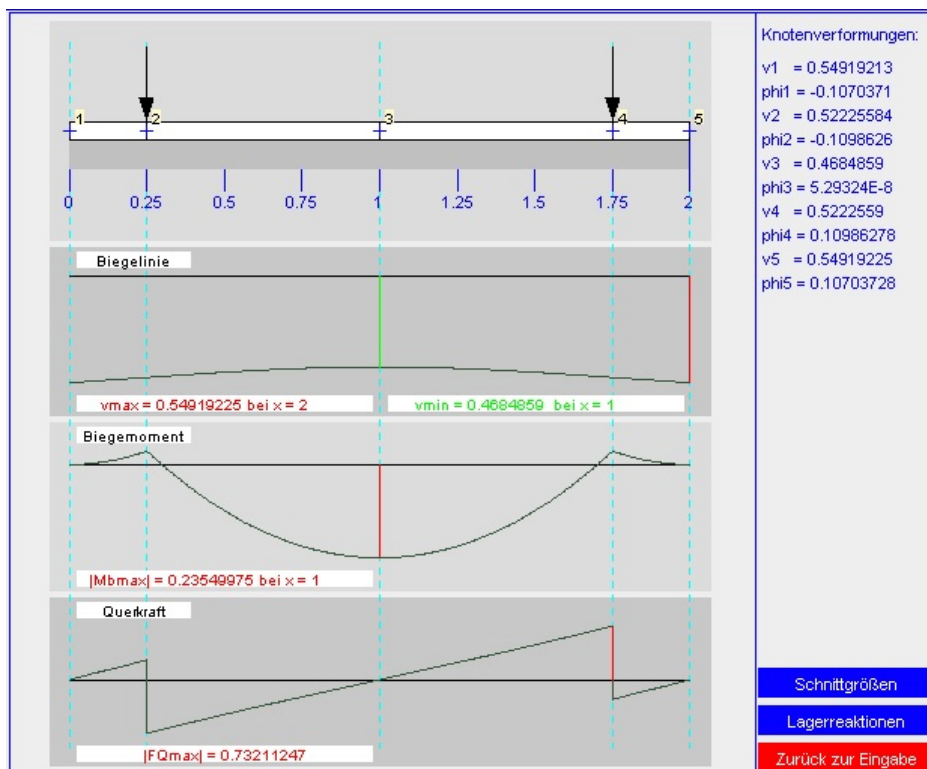 1 2 3 4 5
0 0.25 0.5 0.75 1 1.25 1.5 1.75 2
Biegelinie
vmax = 0.54919225 bei x = 2 vmin = 0.4684859 bei x = 1
Biegemoment
|Mbmax| = 0.23549975 bei x = 1
Querkraft
|FQmax| = 0.73211247
Knotenverformungen:
v1 = 0.54919213
phi1 = -0.1070371
v2 = 0.52225584
phi2 = -0.1098626
v3 = 0.4684859
phi3 = 5.29324E-8
v4 = 0.5222559
phi4 = 0.10986278
v5 = 0.54919225
phi5 = 0.10703728
Schnittgrößen
Lagerreaktionen
Zurück zur Eingabe